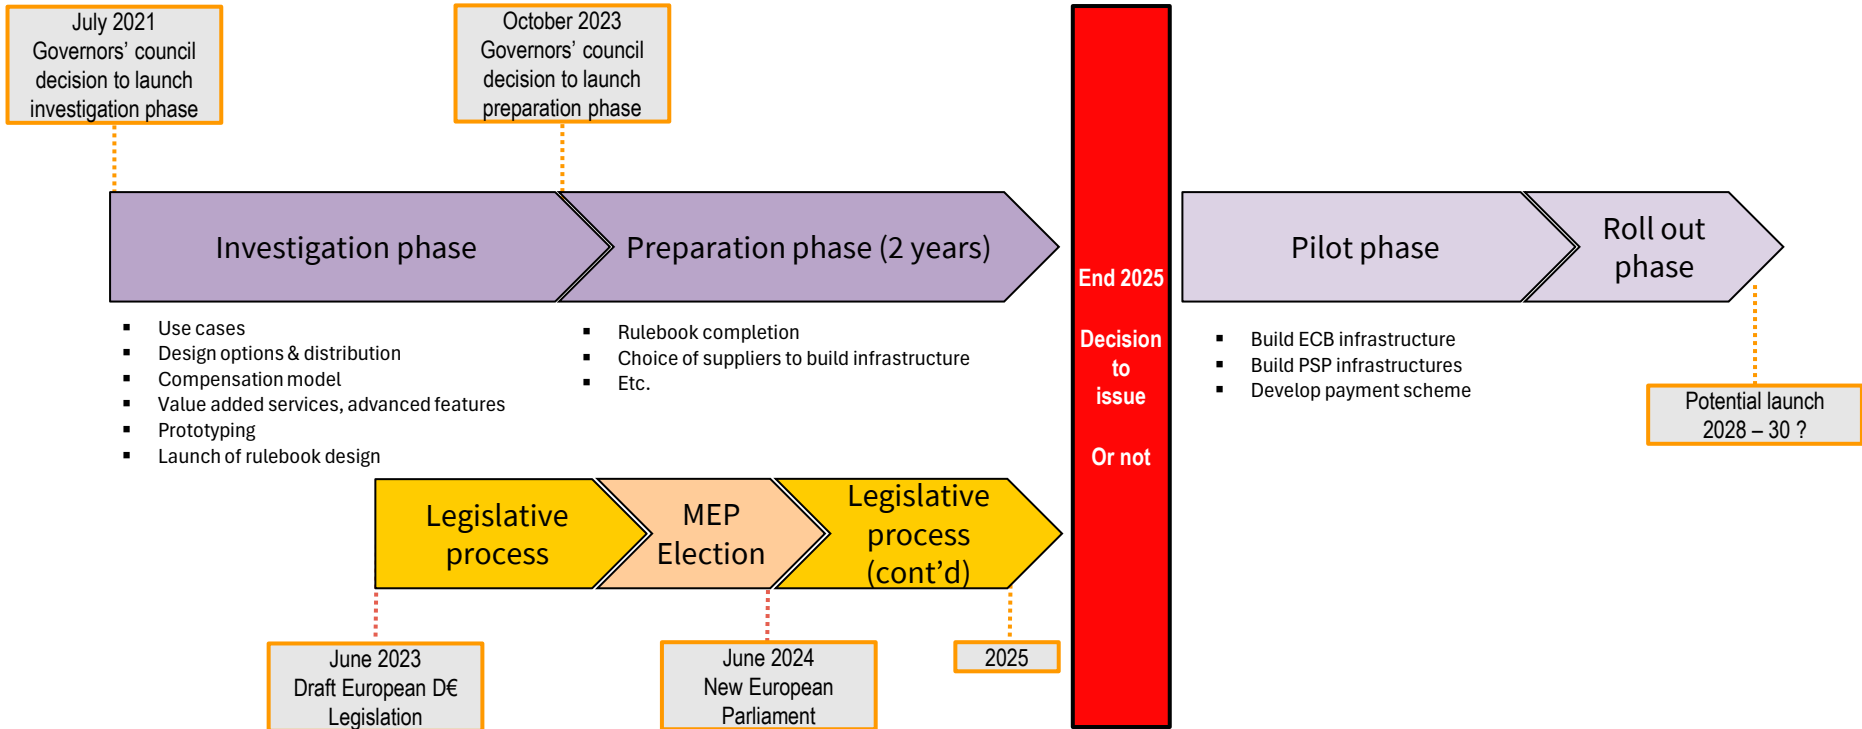 July 2021
Governors’ council
decision to launch
investigation phase
October 2023
Governors’ council
decision to launch
preparation phase
Investigation phase
Preparation phase (2 years)
Pilot phase
Roll out
phase
▪ Use cases
▪ Design options & distribution
▪ Compensation model
▪ Value added services, advanced features
▪ Prototyping
▪ Launch of rulebook design
▪ Rulebook completion
▪ Choice of suppliers to build infrastructure
▪ Etc.
End 2025
Decision
to
issue
Or not
▪ Build ECB infrastructure
▪ Build PSP infrastructures
▪ Develop payment scheme
Potential launch
2028 – 30 ?
Legislative
process
MEP
Election
Legislative
process
(cont’d)
June 2023
Draft European D€
Legislation
June 2024
New European
Parliament
2025